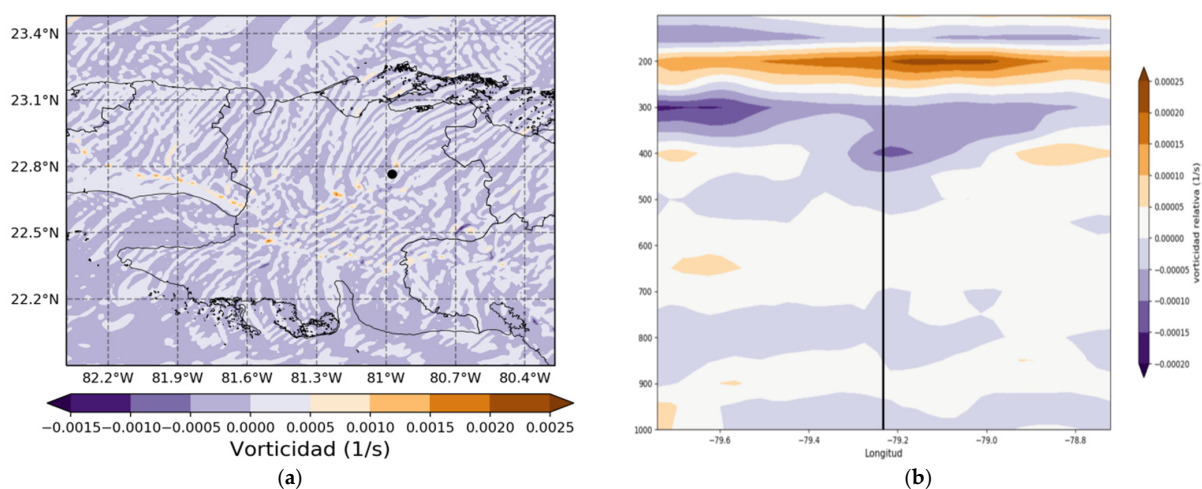 23.4°N
23.1°N
22.8°N
22.5°N
22.2°N
82.2°W 81.9°W 81.6°W 81.3°W 81°W 80.7°W 80.4°W
−0.0015 −0.0010 −0.0005 0.0000 0.0005 0.0010 0.0015 0.0020 0.0025
Vorticidad (1/s)
(a)
200
300
400
500
600
700
800
900
1000
−79.6 −79.4 −79.2 −79.0 −78.8
Longitud
0.00025
0.00020
0.00015
0.00010
0.00005
0.00000
−0.00005
−0.00010
−0.00015
−0.00020
vorticidad relativa (1/s)
(b)